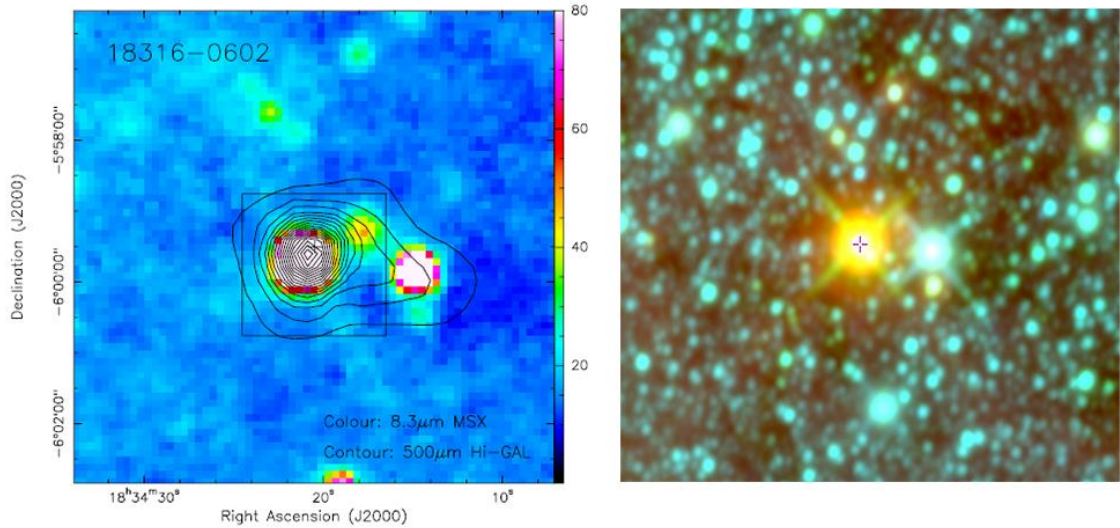 18316-0602
80
60
40
20
Declination (J2000)
-5°58'00"
-6°00'00"
-6°02'00"
Colour: 8.3μm MSX
Contour: 500μm Hi-GAL
18ʰ34ᵐ30ˢ
20ˢ
10ˢ
Right Ascension (J2000)